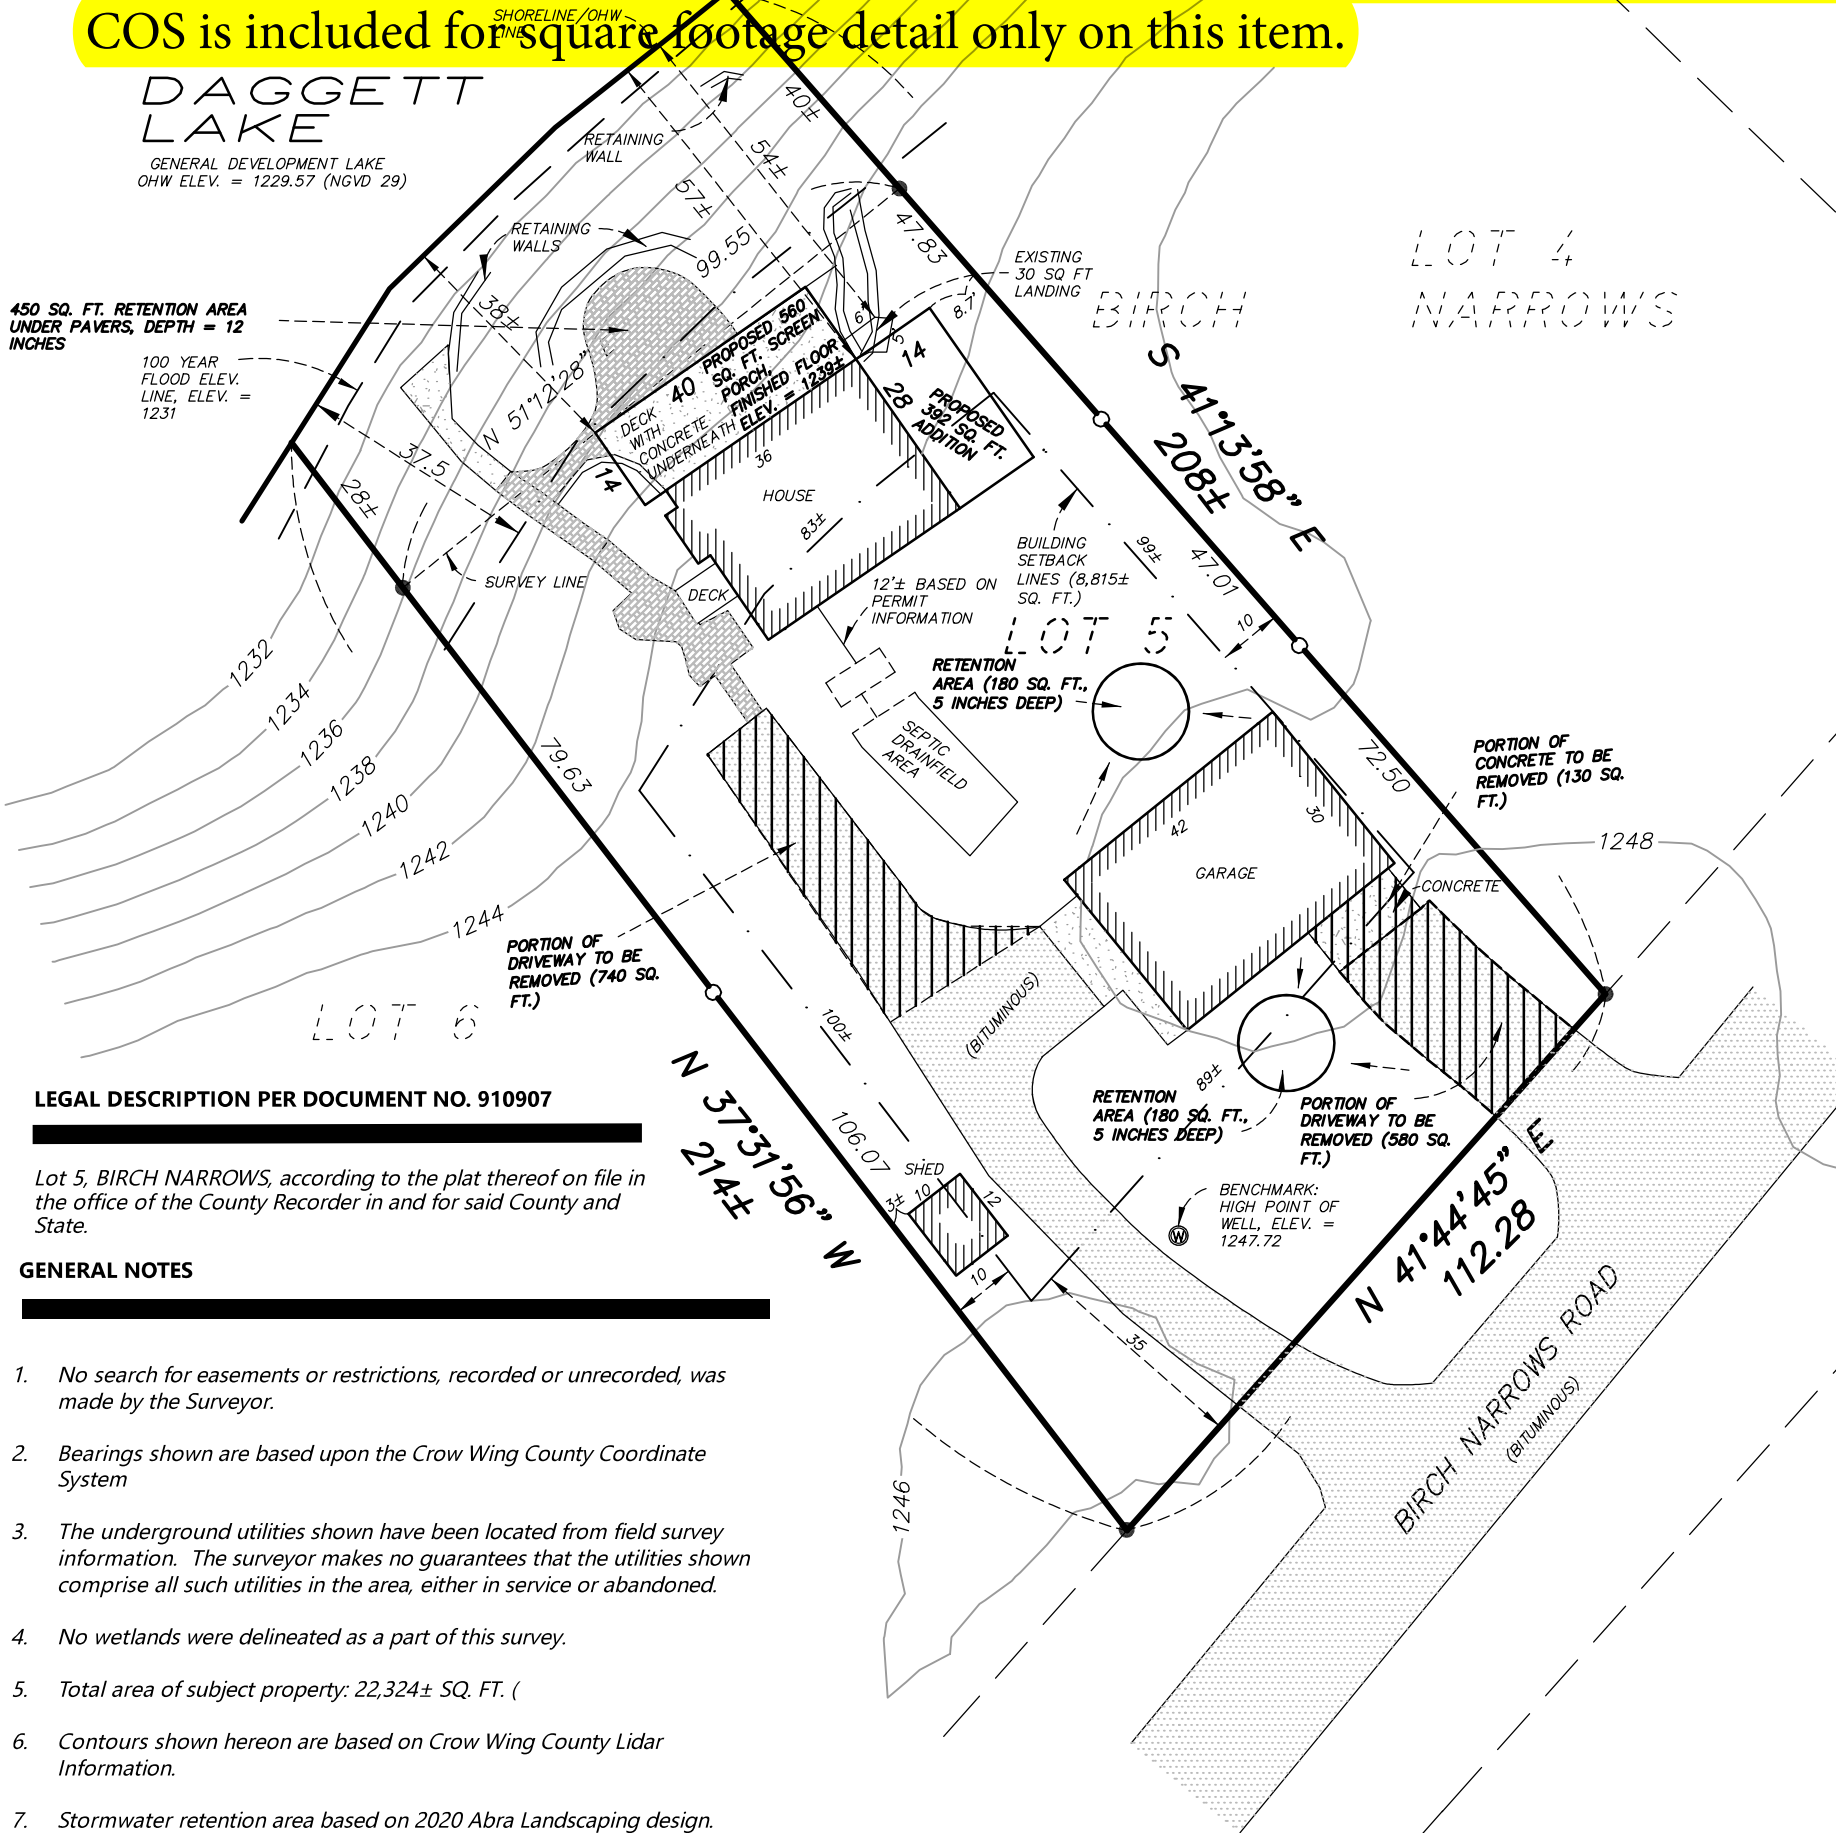 SHORELINE/OHW
LINE
COS is included for square footage detail only on this item.
DAGGETT
LAKE
GENERAL DEVELOPMENT LAKE
OHW ELEV. = 1229.57 (NGVD 29)
RETAINING
WALL
RETAINING
WALLS
40±
54±
57±
99.55
47.83
38±
EXISTING
30 SQ FT
LANDING
LOT 4
BIRCH
NARROWS
450 SQ. FT. RETENTION AREA
UNDER PAVERS, DEPTH = 12
INCHES
100 YEAR
FLOOD ELEV.
LINE, ELEV. =
1231
N 51°12'28"
37.5
28±
40
PROPOSED 560
SQ. FT. SCREEN
PORCH,
FINISHED FLOOR
ELEV. = 1239±
DECK
WITH
CONCRETE
UNDERNEATH
14
6'
5'
8.7'
14
28
PROPOSED
392 SQ. FT.
ADDITION
36
HOUSE
83±
S 41°13'58" E
208±
BUILDING
SETBACK
LINES (8,815±
SQ. FT.)
99±
47.01
10
SURVEY LINE
DECK
12'± BASED ON
PERMIT
INFORMATION
LOT 5
RETENTION
AREA (180 SQ. FT.,
5 INCHES DEEP)
SEPTIC
DRAINFIELD
AREA
1232
1234
1236
1238
1240
1242
1244
79.63
72.50
PORTION OF
CONCRETE TO BE
REMOVED (130 SQ.
FT.)
42
30
GARAGE
CONCRETE
1248
PORTION OF
DRIVEWAY TO BE
REMOVED (740 SQ.
FT.)
LOT 6
(BITUMINOUS)
100±
89±
RETENTION
AREA (180 SQ. FT.,
5 INCHES DEEP)
PORTION OF
DRIVEWAY TO BE
REMOVED (580 SQ.
FT.)
N 37°31'56" W
214±
106.07
SHED
3±
10
12
10
BENCHMARK:
HIGH POINT OF
WELL, ELEV. =
1247.72
W
N 41°44'45" E
112.28
35
BIRCH NARROWS ROAD
(BITUMINOUS)
1246
LEGAL DESCRIPTION PER DOCUMENT NO. 910907
Lot 5, BIRCH NARROWS, according to the plat thereof on file in
the office of the County Recorder in and for said County and
State.
GENERAL NOTES
1. No search for easements or restrictions, recorded or unrecorded, was
made by the Surveyor.
2. Bearings shown are based upon the Crow Wing County Coordinate
System
3. The underground utilities shown have been located from field survey
information. The surveyor makes no guarantees that the utilities shown
comprise all such utilities in the area, either in service or abandoned.
4. No wetlands were delineated as a part of this survey.
5. Total area of subject property: 22,324± SQ. FT. (
6. Contours shown hereon are based on Crow Wing County Lidar
Information.
7. Stormwater retention area based on 2020 Abra Landscaping design.